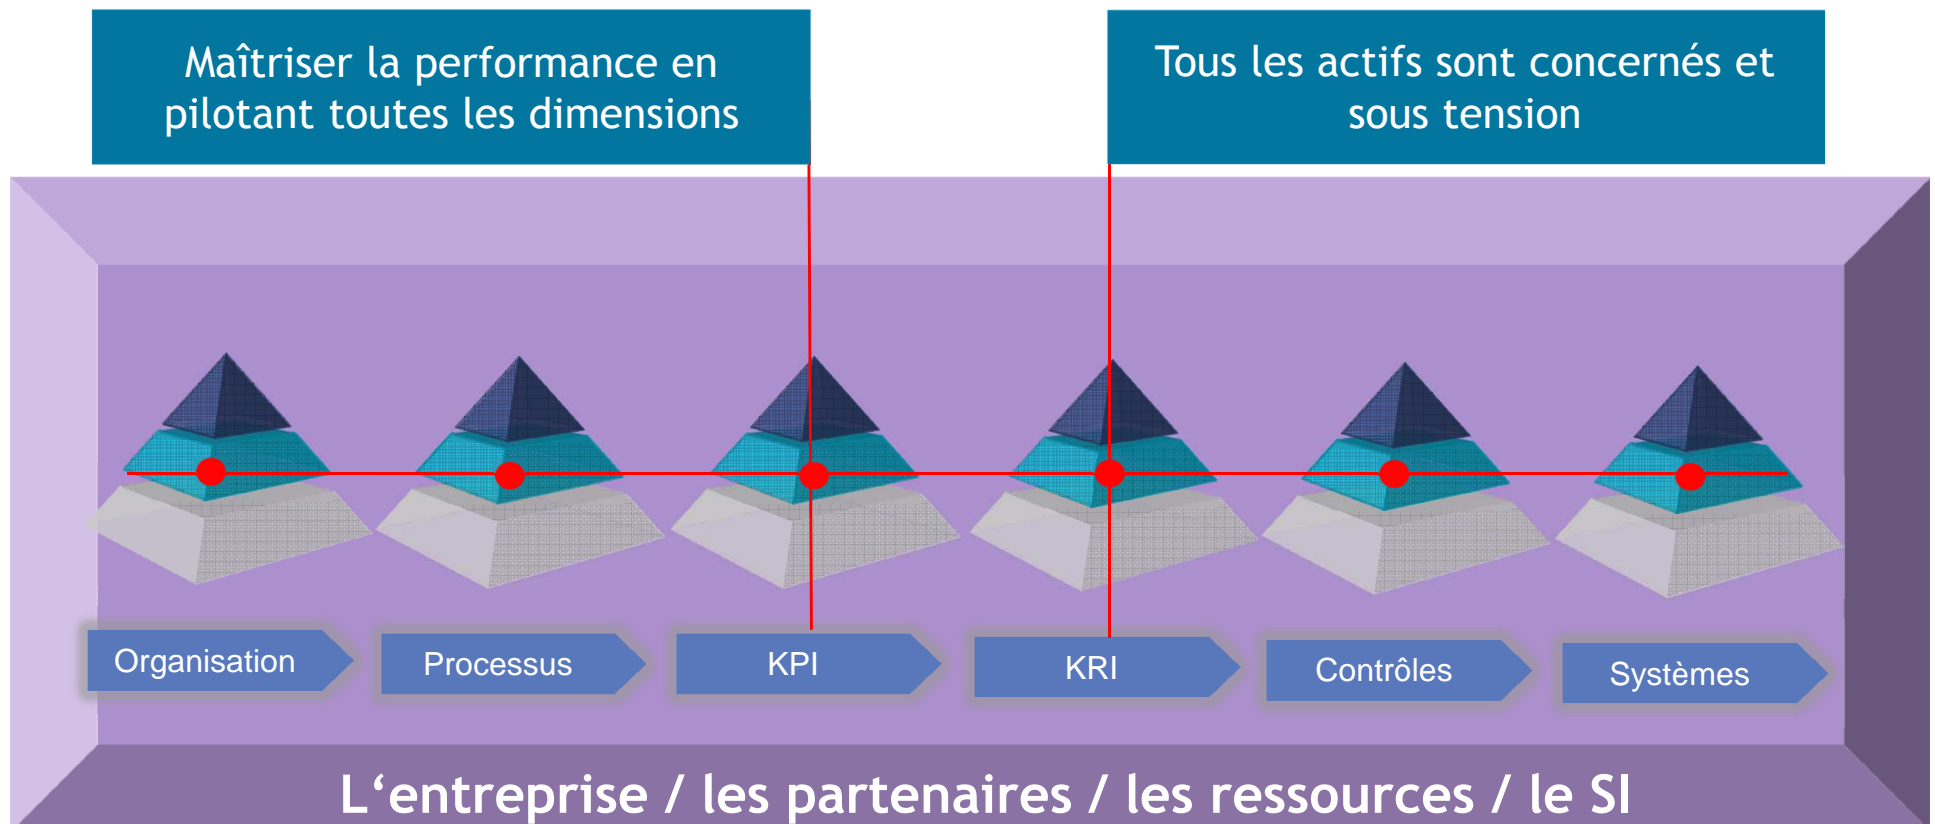 Maîtriser la performance en
pilotant toutes les dimensions
Tous les actifs sont concernés et
sous tension
Organisation
Processus
KPI
KRI
Contrôles
Systèmes
L‘entreprise / les partenaires / les ressources / le SI